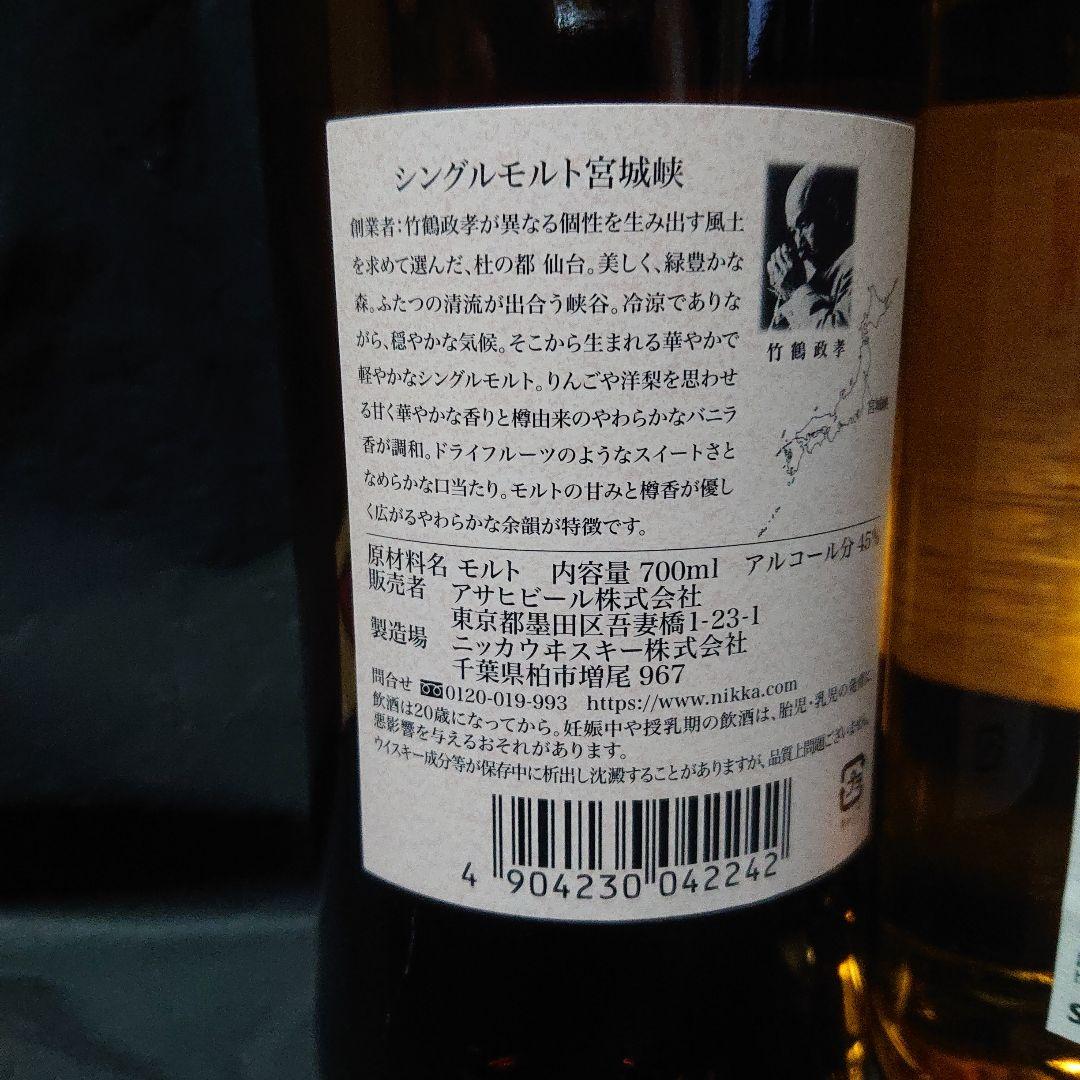 シングルモルト宮城峡
創業者:竹鶴政孝が異なる個性を生み出す風土
を求めて選んだ、杜の都 仙台。美しく、緑豊かな
森。ふたつの清流が出合う峡谷。冷涼でありな
がら、穏やかな気候。そこから生まれる華やかで
軽やかなシングルモルト。りんごや洋梨を思わせ
る甘く華やかな香りと樽由来のやわらかなバニラ
香が調和。ドライフルーツのようなスイートさと
なめらかな口当たり。モルトの甘みと樽香が優し
く広がるやわらかな余韻が特徴です。
竹鶴政孝
宮城峡
原材料名 モルト 内容量 700ml アルコール分 45%
販売者 アサヒビール株式会社
東京都墨田区吾妻橋1-23-1
製造場 ニッカウヰスキー株式会社
千葉県柏市増尾 967
問合せ 0120-019-993 https://www.nikka.com
飲酒は20歳になってから。妊娠中や授乳期の飲酒は、胎児・乳児の発育に
悪影響を与えるおそれがあります。
ウイスキー成分等が保存中に析出し沈澱することがありますが、品質上問題ございません。
4 904230 042242